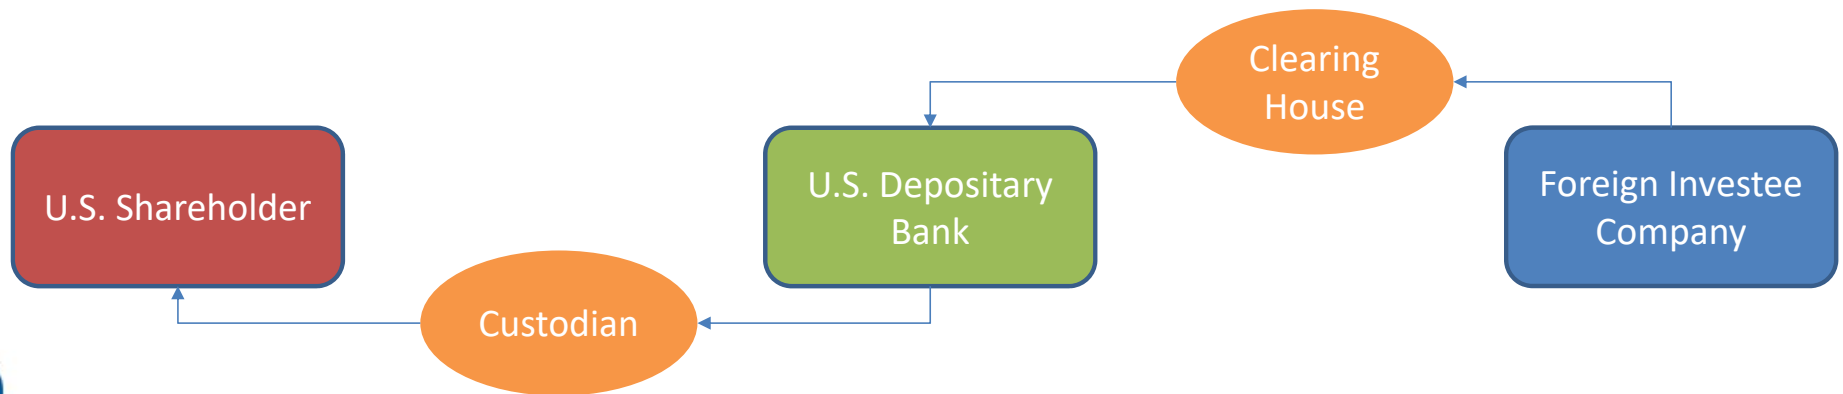 Clearing
House
U.S. Shareholder
U.S. Depositary
Bank
Foreign Investee
Company
Custodian